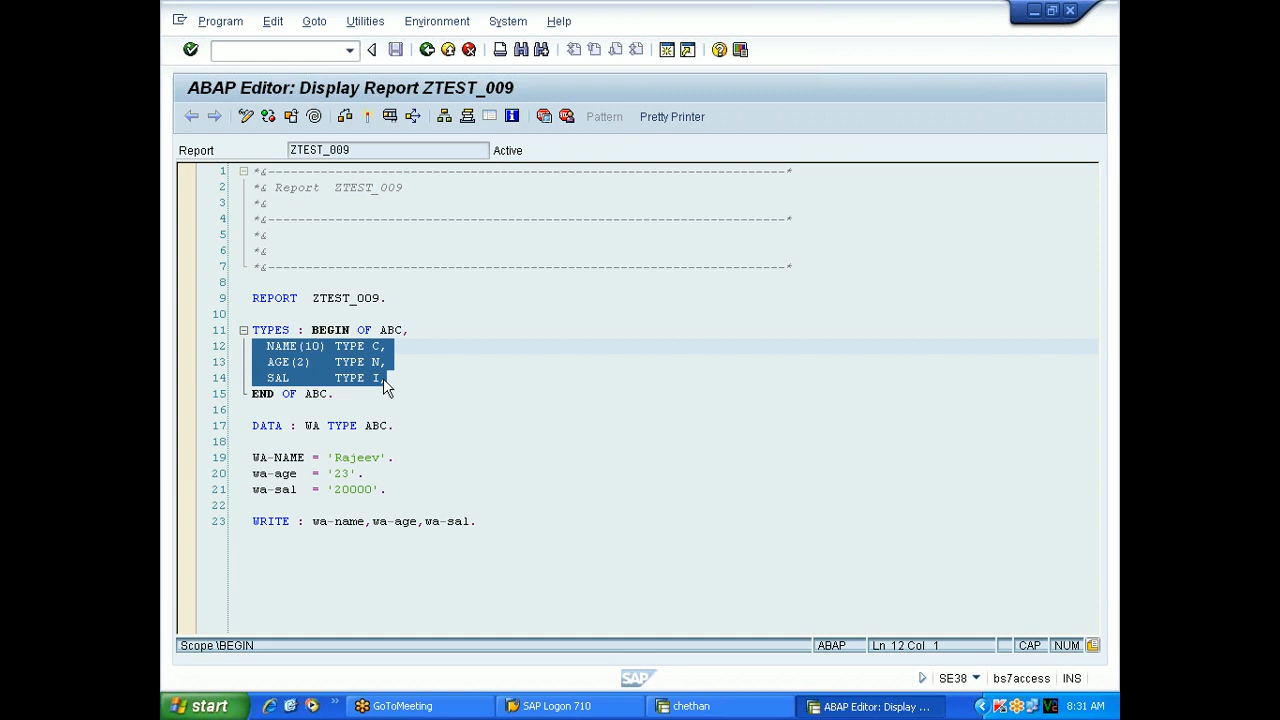 Program Edit Goto Utilities Environment System Help
ABAP Editor: Display Report ZTEST_009
Pattern Pretty Printer
Report ZTEST_009 Active
1 *&---------------------------------------------------------------------*
2 *& Report  ZTEST_009
3 *&
4 *&---------------------------------------------------------------------*
5 *&
6 *&
7 *&---------------------------------------------------------------------*
8
9 REPORT  ZTEST_009.
10
11 TYPES : BEGIN OF ABC,
12 NAME(10) TYPE C,
13 AGE(2)   TYPE N,
14 SAL      TYPE I,
15 END OF ABC.
16
17 DATA : WA TYPE ABC.
18
19 WA-NAME = 'Rajeev'.
20 wa-age  = '23'.
21 wa-sal  = '20000'.
22
23 WRITE : wa-name,wa-age,wa-sal.
Scope \BEGIN ABAP Ln 12 Col 1 CAP NUM
SAP SE38 bs7access INS
start GoToMeeting SAP Logon 710 chethan ABAP Editor: Display ... 8:31 AM